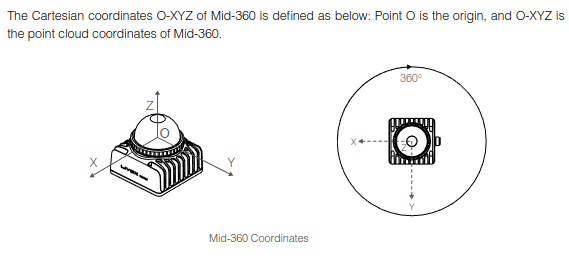 The Cartesian coordinates O-XYZ of Mid-360 is defined as below: Point O is the origin, and O-XYZ is
the point cloud coordinates of Mid-360.
Z
O
X
Y
360°
X
Z
Y
Mid-360 Coordinates